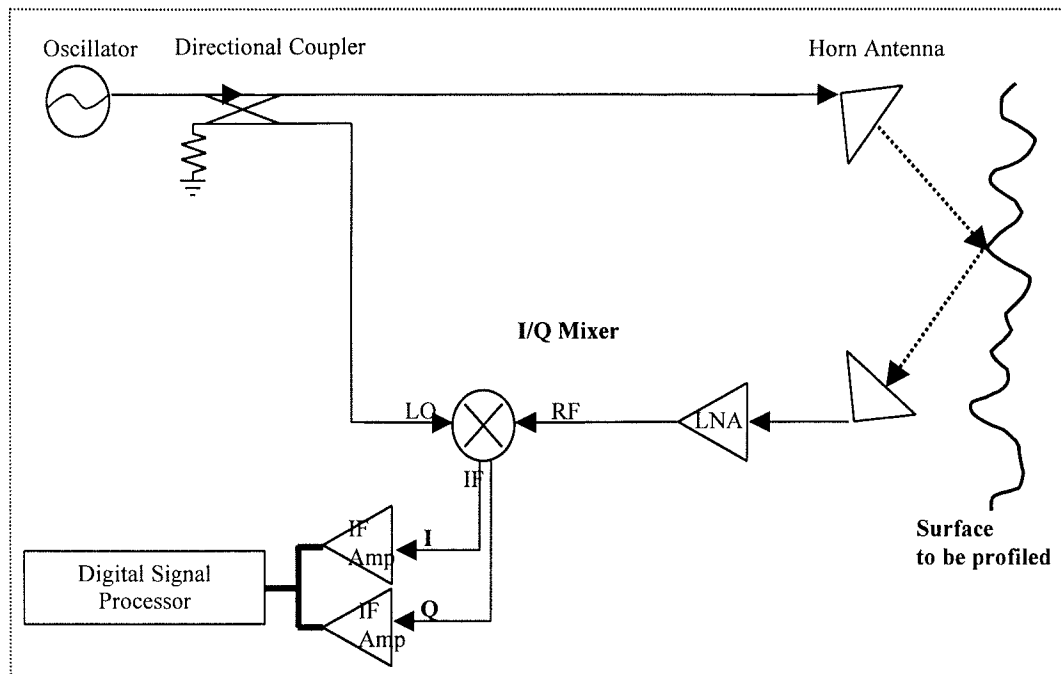 Oscillator
Directional Coupler
Horn Antenna
I/Q Mixer
LO
RF
LNA
IF
IF
Amp
I
IF
Amp
Q
Digital Signal
Processor
Surface
to be profiled